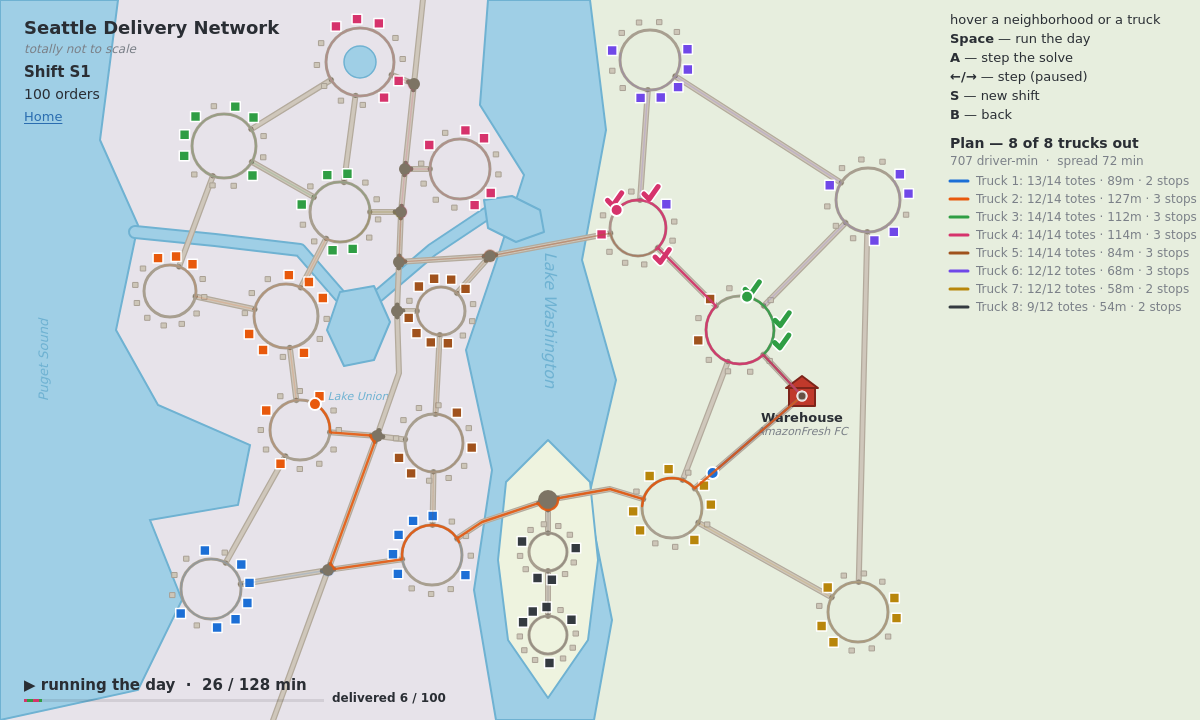 Seattle Delivery Network
totally not to scale
Shift S1
100 orders
Home
hover a neighborhood or a truck
Space — run the day
A — step the solve
←/→ — step (paused)
S — new shift
B — back
Plan — 8 of 8 trucks out
707 driver-min · spread 72 min
Truck 1: 13/14 totes · 89m · 2 stops
Truck 2: 12/14 totes · 127m · 3 stops
Truck 3: 14/14 totes · 112m · 3 stops
Truck 4: 14/14 totes · 114m · 3 stops
Truck 5: 14/14 totes · 84m · 3 stops
Truck 6: 12/12 totes · 68m · 3 stops
Truck 7: 12/12 totes · 58m · 2 stops
Truck 8: 9/12 totes · 54m · 2 stops
Puget Sound
Lake Union
Lake Washington
Warehouse
AmazonFresh FC
▶ running the day · 26 / 128 min
delivered 6 / 100